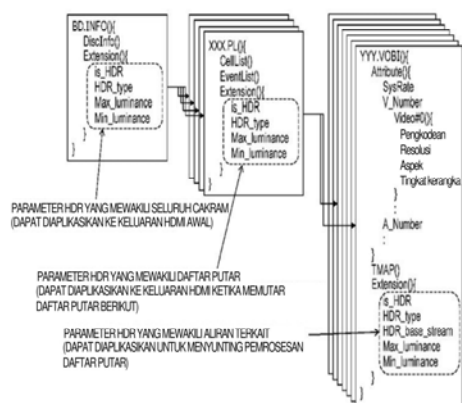 BD.INFO(){
DiscInfo()
Extension(){
is_HDR
HDR_type
Max_luminance
Min_luminance
}
}
XXX.PL(){
CellList()
EventList()
Extension(){
is_HDR
HDR_type
Max_luminance
Min_luminance
}
}
YYY.VOBI(){
Attribute(){
SysRate
V_Number
Video#0(){
Pengkodean
Resolusi
Aspek
Tingkat kerangka
}
:
A_Number
:
}
TMAP()
Extension(){
is_HDR
HDR_type
HDR_base_stream
Max_luminance
Min_luminance
}
}
PARAMETER HDR YANG MEWAKILI SELURUH CAKRAM
(DAPAT DIAPLIKASIKAN KE KELUARAN HDMI AWAL)
PARAMETER HDR YANG MEWAKILI DAFTAR PUTAR
(DAPAT DIAPLIKASIKAN KE KELUARAN HDMI KETIKA MEMUTAR
DAFTAR PUTAR BERIKUT)
PARAMETER HDR YANG MEWAKILI ALIRAN TERKAIT
(DAPAT DIAPLIKASIKAN UNTUK MENYUNTING PEMROSESAN
DAFTAR PUTAR)